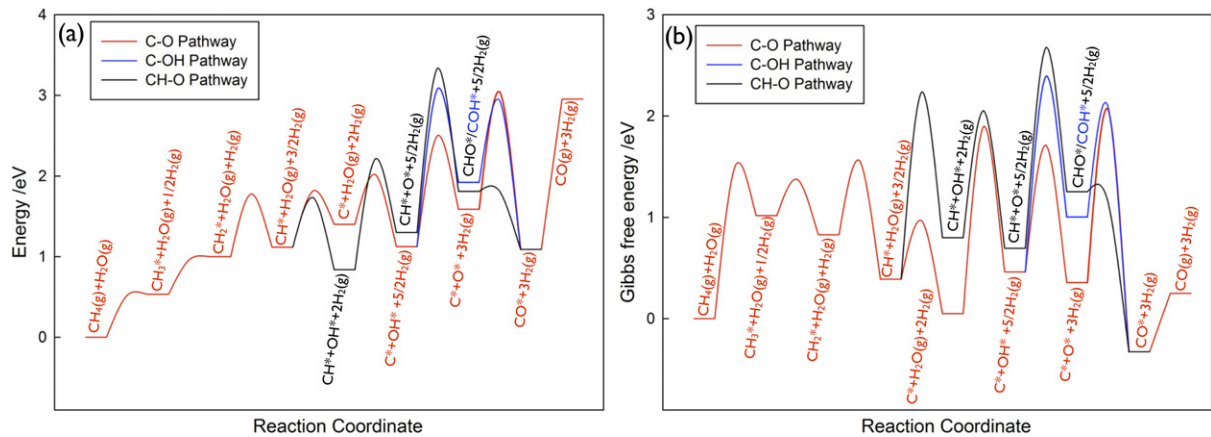 (a)
C-O Pathway
C-OH Pathway
CH-O Pathway
4
3
2
1
0
Energy /eV
Reaction Coordinate
CH₄(g)+H₂O(g)
CH₃*+H₂O(g)+1/2H₂(g)
CH₂*+H₂O(g)+H₂(g)
CH*+H₂O(g)+3/2H₂(g)
CH*+OH*+2H₂(g)
C*+H₂O(g)+2H₂(g)
C*+OH* +5/2H₂(g)
CH*+O*+5/2H₂(g)
C*+O* +3H₂(g)
CHO*/COH*+5/2H₂(g)
CO*+3H₂(g)
CO(g)+3H₂(g)
(b)
C-O Pathway
C-OH Pathway
CH-O Pathway
3
2
1
0
Gibbs free energy /eV
Reaction Coordinate
CH₄(g)+H₂O(g)
CH₃*+H₂O(g)+1/2H₂(g)
CH₂*+H₂O(g)+H₂(g)
CH*+H₂O(g)+3/2H₂(g)
C*+H₂O(g)+2H₂(g)
CH*+OH*+2H₂(g)
C*+OH* +5/2H₂(g)
CH*+O*+5/2H₂(g)
C*+O* +3H₂(g)
CHO*/COH*+5/2H₂(g)
CO*+3H₂(g)
CO(g)+3H₂(g)